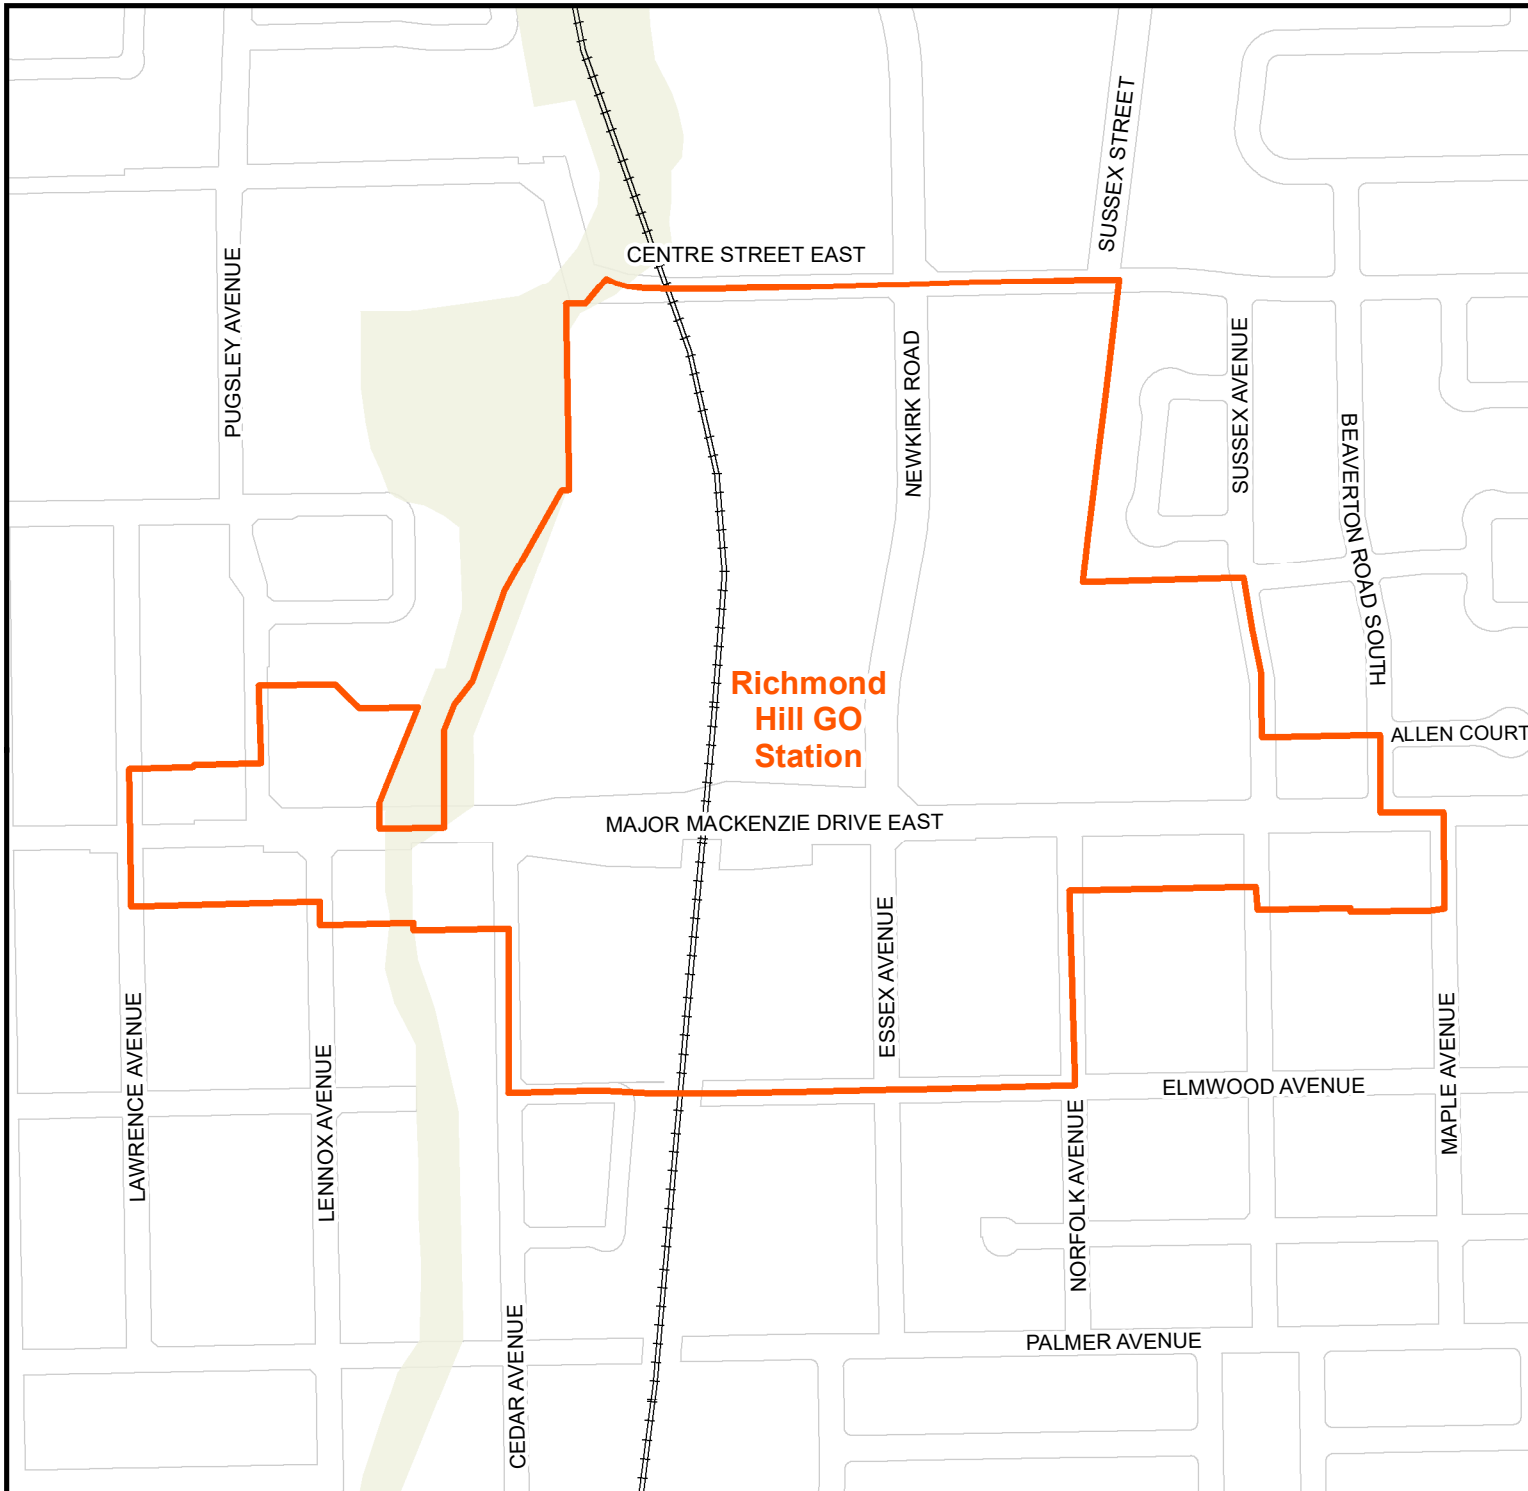 SUSSEX STREET
CENTRE STREET EAST
PUGSLEY AVENUE
NEWKIRK ROAD
SUSSEX AVENUE
BEAVERTON ROAD SOUTH
Richmond
Hill GO
Station
ALLEN COURT
MAJOR MACKENZIE DRIVE EAST
ESSEX AVENUE
LAWRENCE AVENUE
LENNOX AVENUE
ELMWOOD AVENUE
MAPLE AVENUE
NORFOLK AVENUE
CEDAR AVENUE
PALMER AVENUE